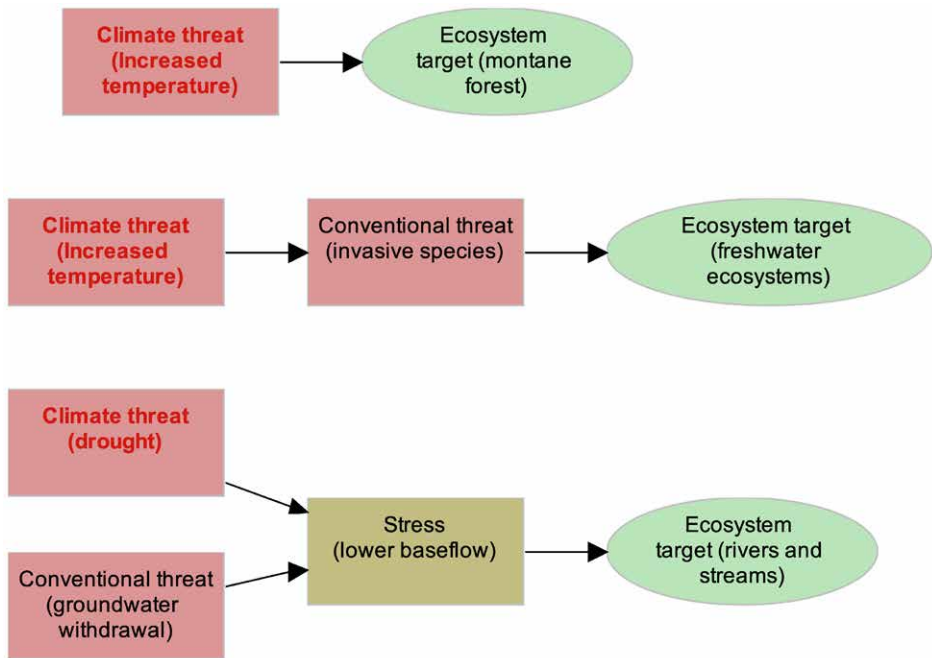 Climate threat
(Increased
temperature)
Ecosystem
target (montane
forest)
Climate threat
(Increased
temperature)
Conventional threat
(invasive species)
Ecosystem target
(freshwater
ecosystems)
Climate threat
(drought)
Conventional threat
(groundwater
withdrawal)
Stress
(lower baseflow)
Ecosystem
target (rivers and
streams)